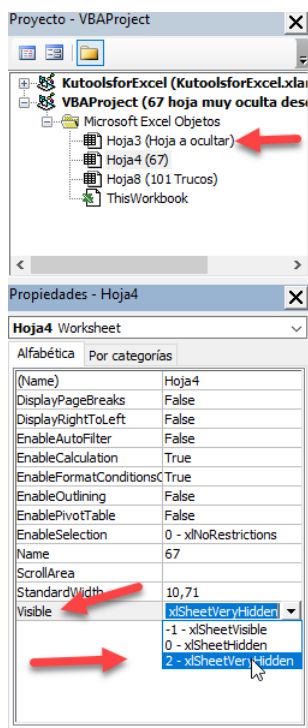 Proyecto - VBAProject
KutoolsforExcel (KutoolsforExcel.xla
VBAProject (67 hoja muy oculta des
Microsoft Excel Objetos
Hoja3 (Hoja a ocultar)
Hoja4 (67)
Hoja8 (101 Trucos)
ThisWorkbook
Propiedades - Hoja4
Hoja4 Worksheet
Alfabética Por categorías
(Name) Hoja4
DisplayPageBreaks False
DisplayRightToLeft False
EnableAutoFilter False
EnableCalculation True
EnableFormatConditionsC True
EnableOutlining False
EnablePivotTable False
EnableSelection 0 - xlNoRestrictions
Name 67
ScrollArea
StandardWidth 10,71
Visible xlSheetVeryHidden
-1 - xlSheetVisible
0 - xlSheetHidden
2 - xlSheetVeryHidden